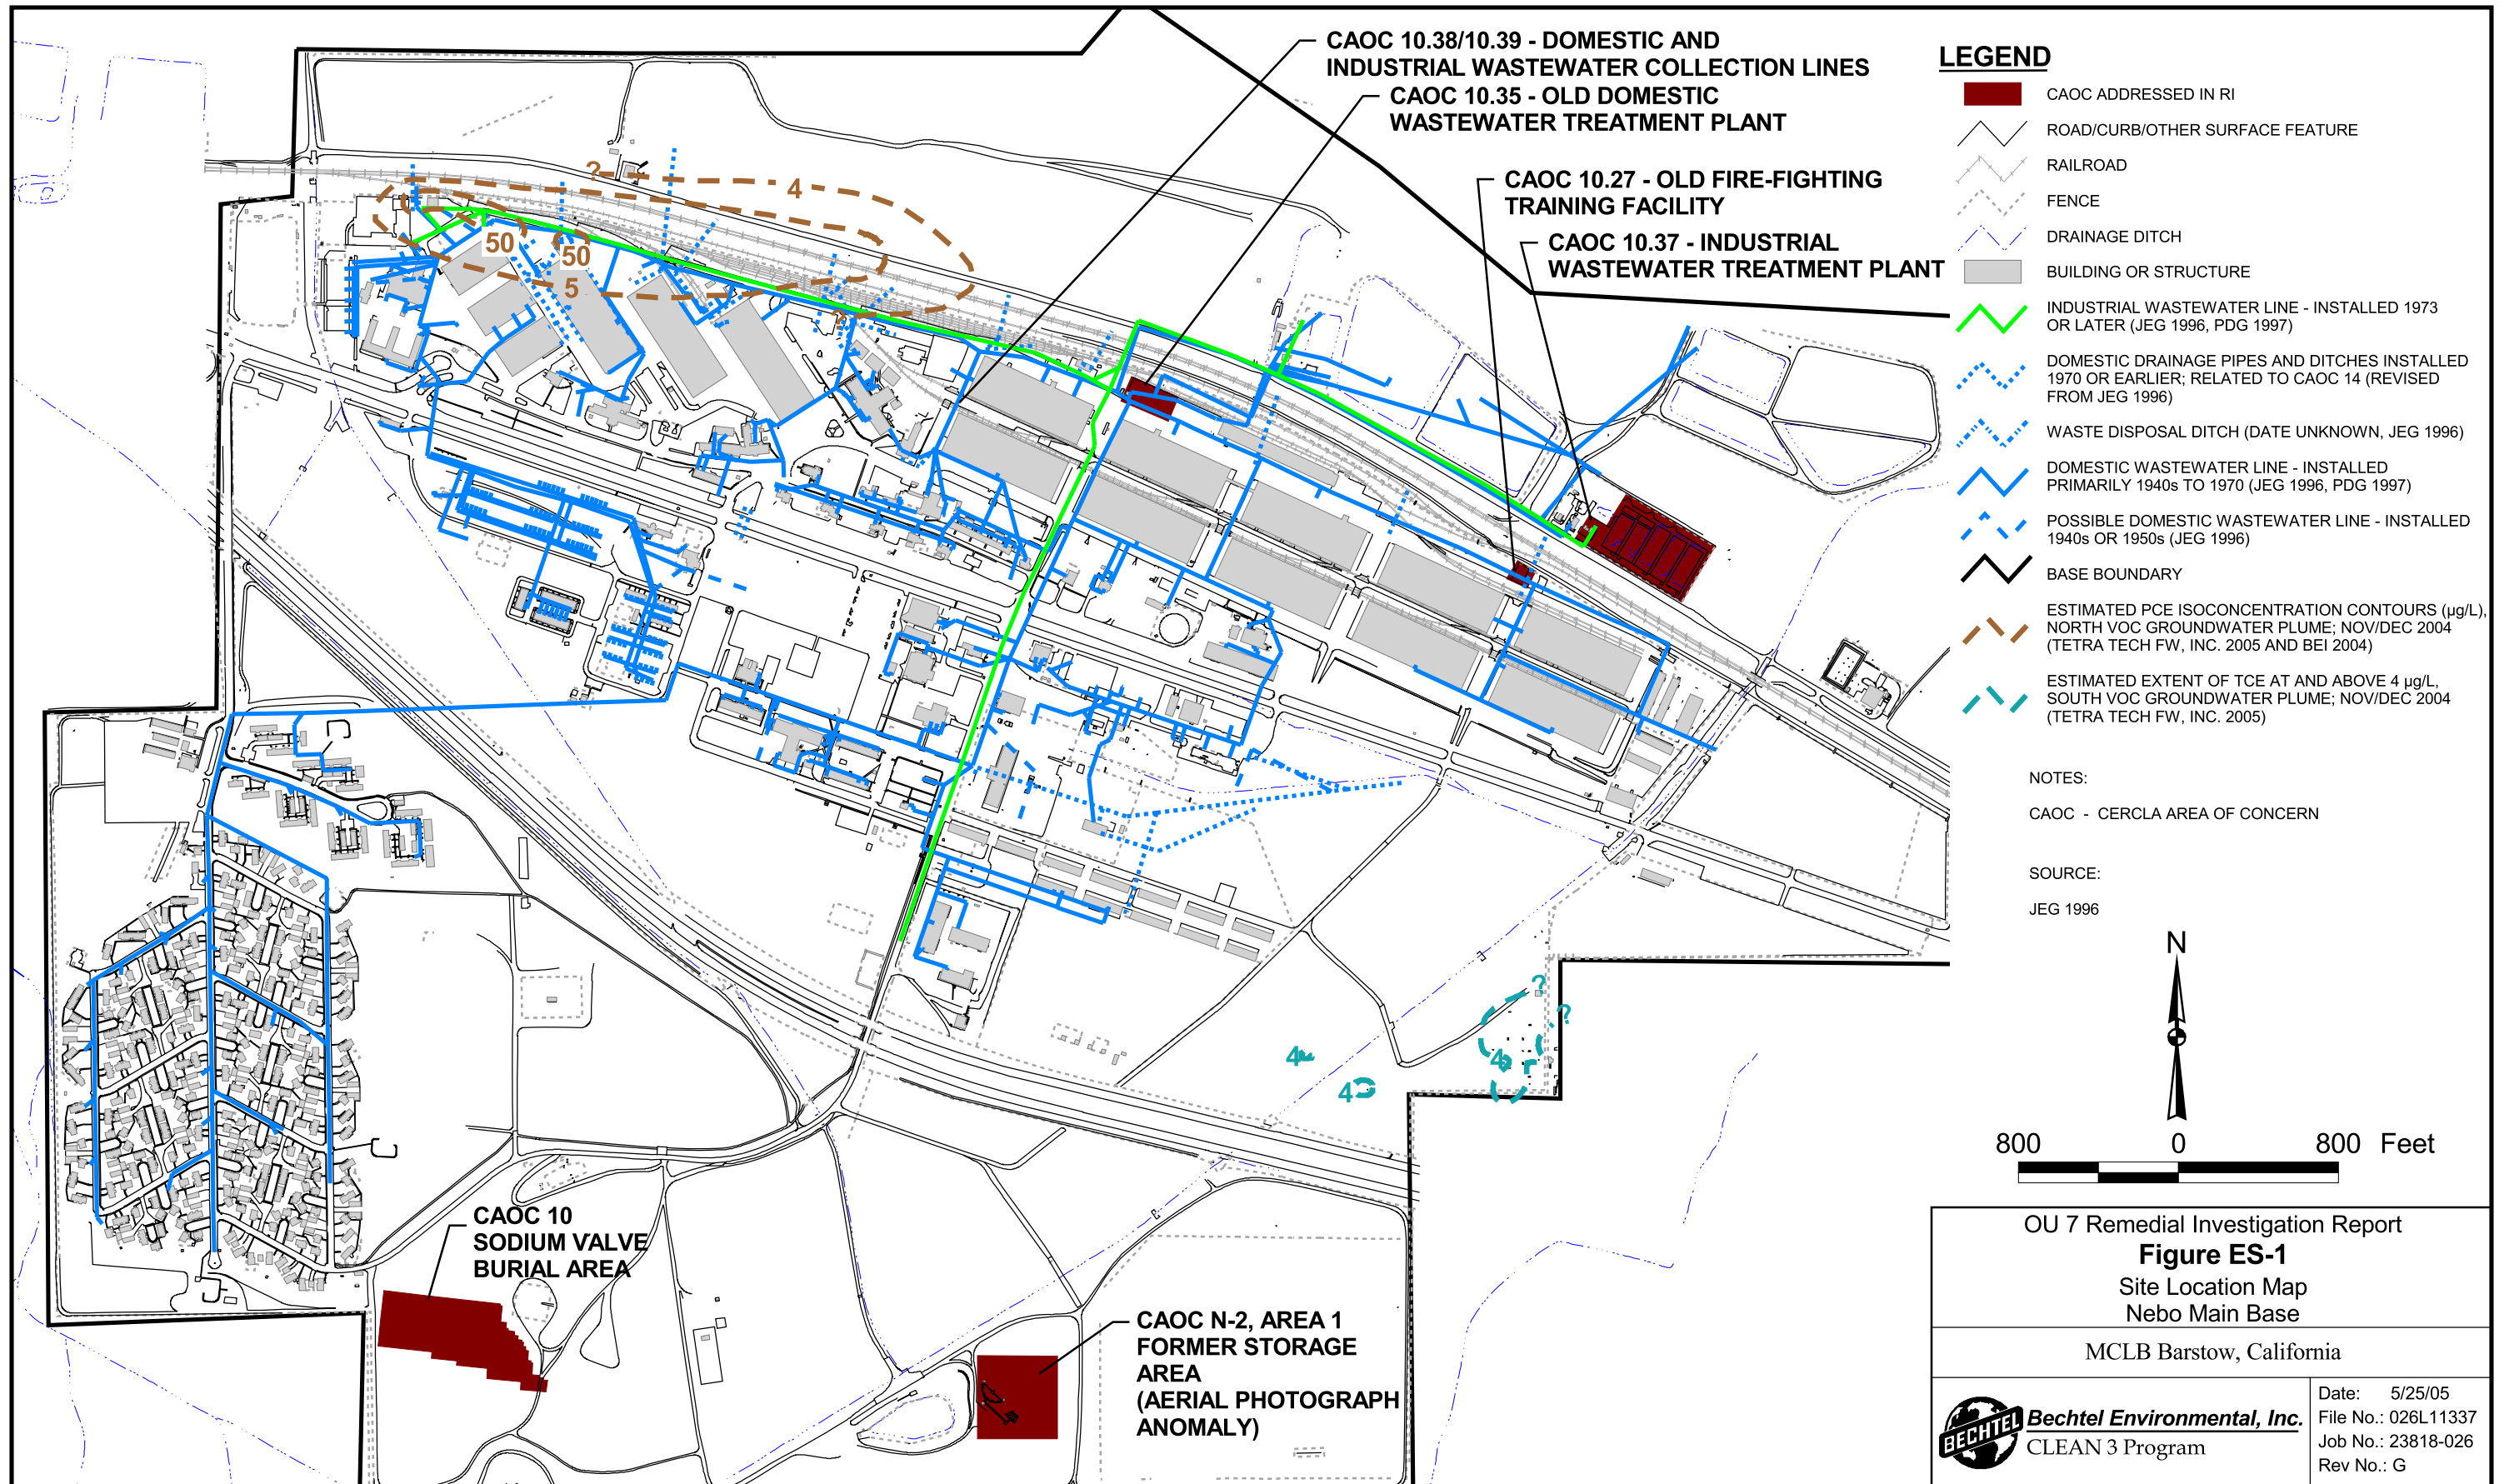 CAOC 10.38/10.39 - DOMESTIC AND
INDUSTRIAL WASTEWATER COLLECTION LINES
CAOC 10.35 - OLD DOMESTIC
WASTEWATER TREATMENT PLANT
CAOC 10.27 - OLD FIRE-FIGHTING
TRAINING FACILITY
CAOC 10.37 - INDUSTRIAL
WASTEWATER TREATMENT PLANT
?
4
50
50
5
?
?
?
4
4
4
CAOC 10
SODIUM VALVE
BURIAL AREA
CAOC N-2, AREA 1
FORMER STORAGE
AREA
(AERIAL PHOTOGRAPH
ANOMALY)
LEGEND
CAOC ADDRESSED IN RI
ROAD/CURB/OTHER SURFACE FEATURE
RAILROAD
FENCE
DRAINAGE DITCH
BUILDING OR STRUCTURE
INDUSTRIAL WASTEWATER LINE - INSTALLED 1973
OR LATER (JEG 1996, PDG 1997)
DOMESTIC DRAINAGE PIPES AND DITCHES INSTALLED
1970 OR EARLIER; RELATED TO CAOC 14 (REVISED
FROM JEG 1996)
WASTE DISPOSAL DITCH (DATE UNKNOWN, JEG 1996)
DOMESTIC WASTEWATER LINE - INSTALLED
PRIMARILY 1940s TO 1970 (JEG 1996, PDG 1997)
POSSIBLE DOMESTIC WASTEWATER LINE - INSTALLED
1940s OR 1950s (JEG 1996)
BASE BOUNDARY
ESTIMATED PCE ISOCONCENTRATION CONTOURS (µg/L),
NORTH VOC GROUNDWATER PLUME; NOV/DEC 2004
(TETRA TECH FW, INC. 2005 AND BEI 2004)
ESTIMATED EXTENT OF TCE AT AND ABOVE 4 µg/L,
SOUTH VOC GROUNDWATER PLUME; NOV/DEC 2004
(TETRA TECH FW, INC. 2005)
NOTES:
CAOC - CERCLA AREA OF CONCERN
SOURCE:
JEG 1996
N
800 0 800 Feet
OU 7 Remedial Investigation Report
Figure ES-1
Site Location Map
Nebo Main Base
MCLB Barstow, California
BECHTEL
Bechtel Environmental, Inc.
CLEAN 3 Program
Date: 5/25/05
File No.: 026L11337
Job No.: 23818-026
Rev No.: G